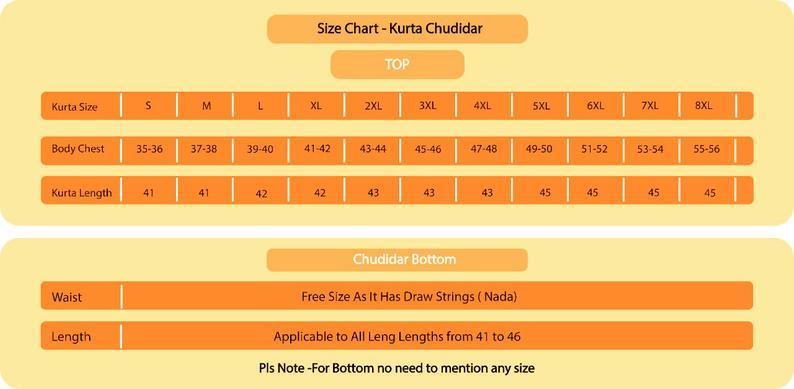 Size Chart - Kurta Chudidar
TOP
Kurta Size S M L XL 2XL 3XL 4XL 5XL 6XL 7XL 8XL
Body Chest 35-36 37-38 39-40 41-42 43-44 45-46 47-48 49-50 51-52 53-54 55-56
Kurta Length 41 41 42 42 43 43 43 45 45 45 45
Chudidar Bottom
Waist Free Size As It Has Draw Strings ( Nada)
Length Applicable to All Leng Lengths from 41 to 46
Pls Note -For Bottom no need to mention any size